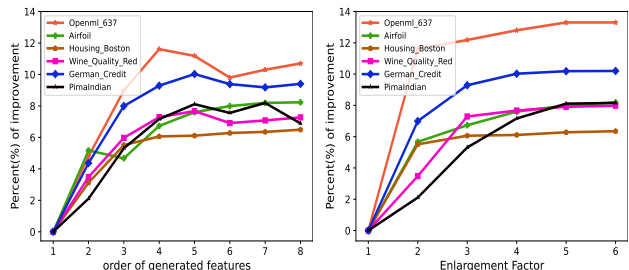 14
12
10
8
6
4
2
0
Percent(%) of improvement
Openml_637
Airfoil
Housing_Boston
Wine_Quality_Red
German_Credit
PimaIndian
1 2 3 4 5 6 7 8
order of generated features
14
12
10
8
6
4
2
0
Percent(%) of improvement
Openml_637
Airfoil
Housing_Boston
Wine_Quality_Red
German_Credit
PimaIndian
1 2 3 4 5 6
Enlargement Factor